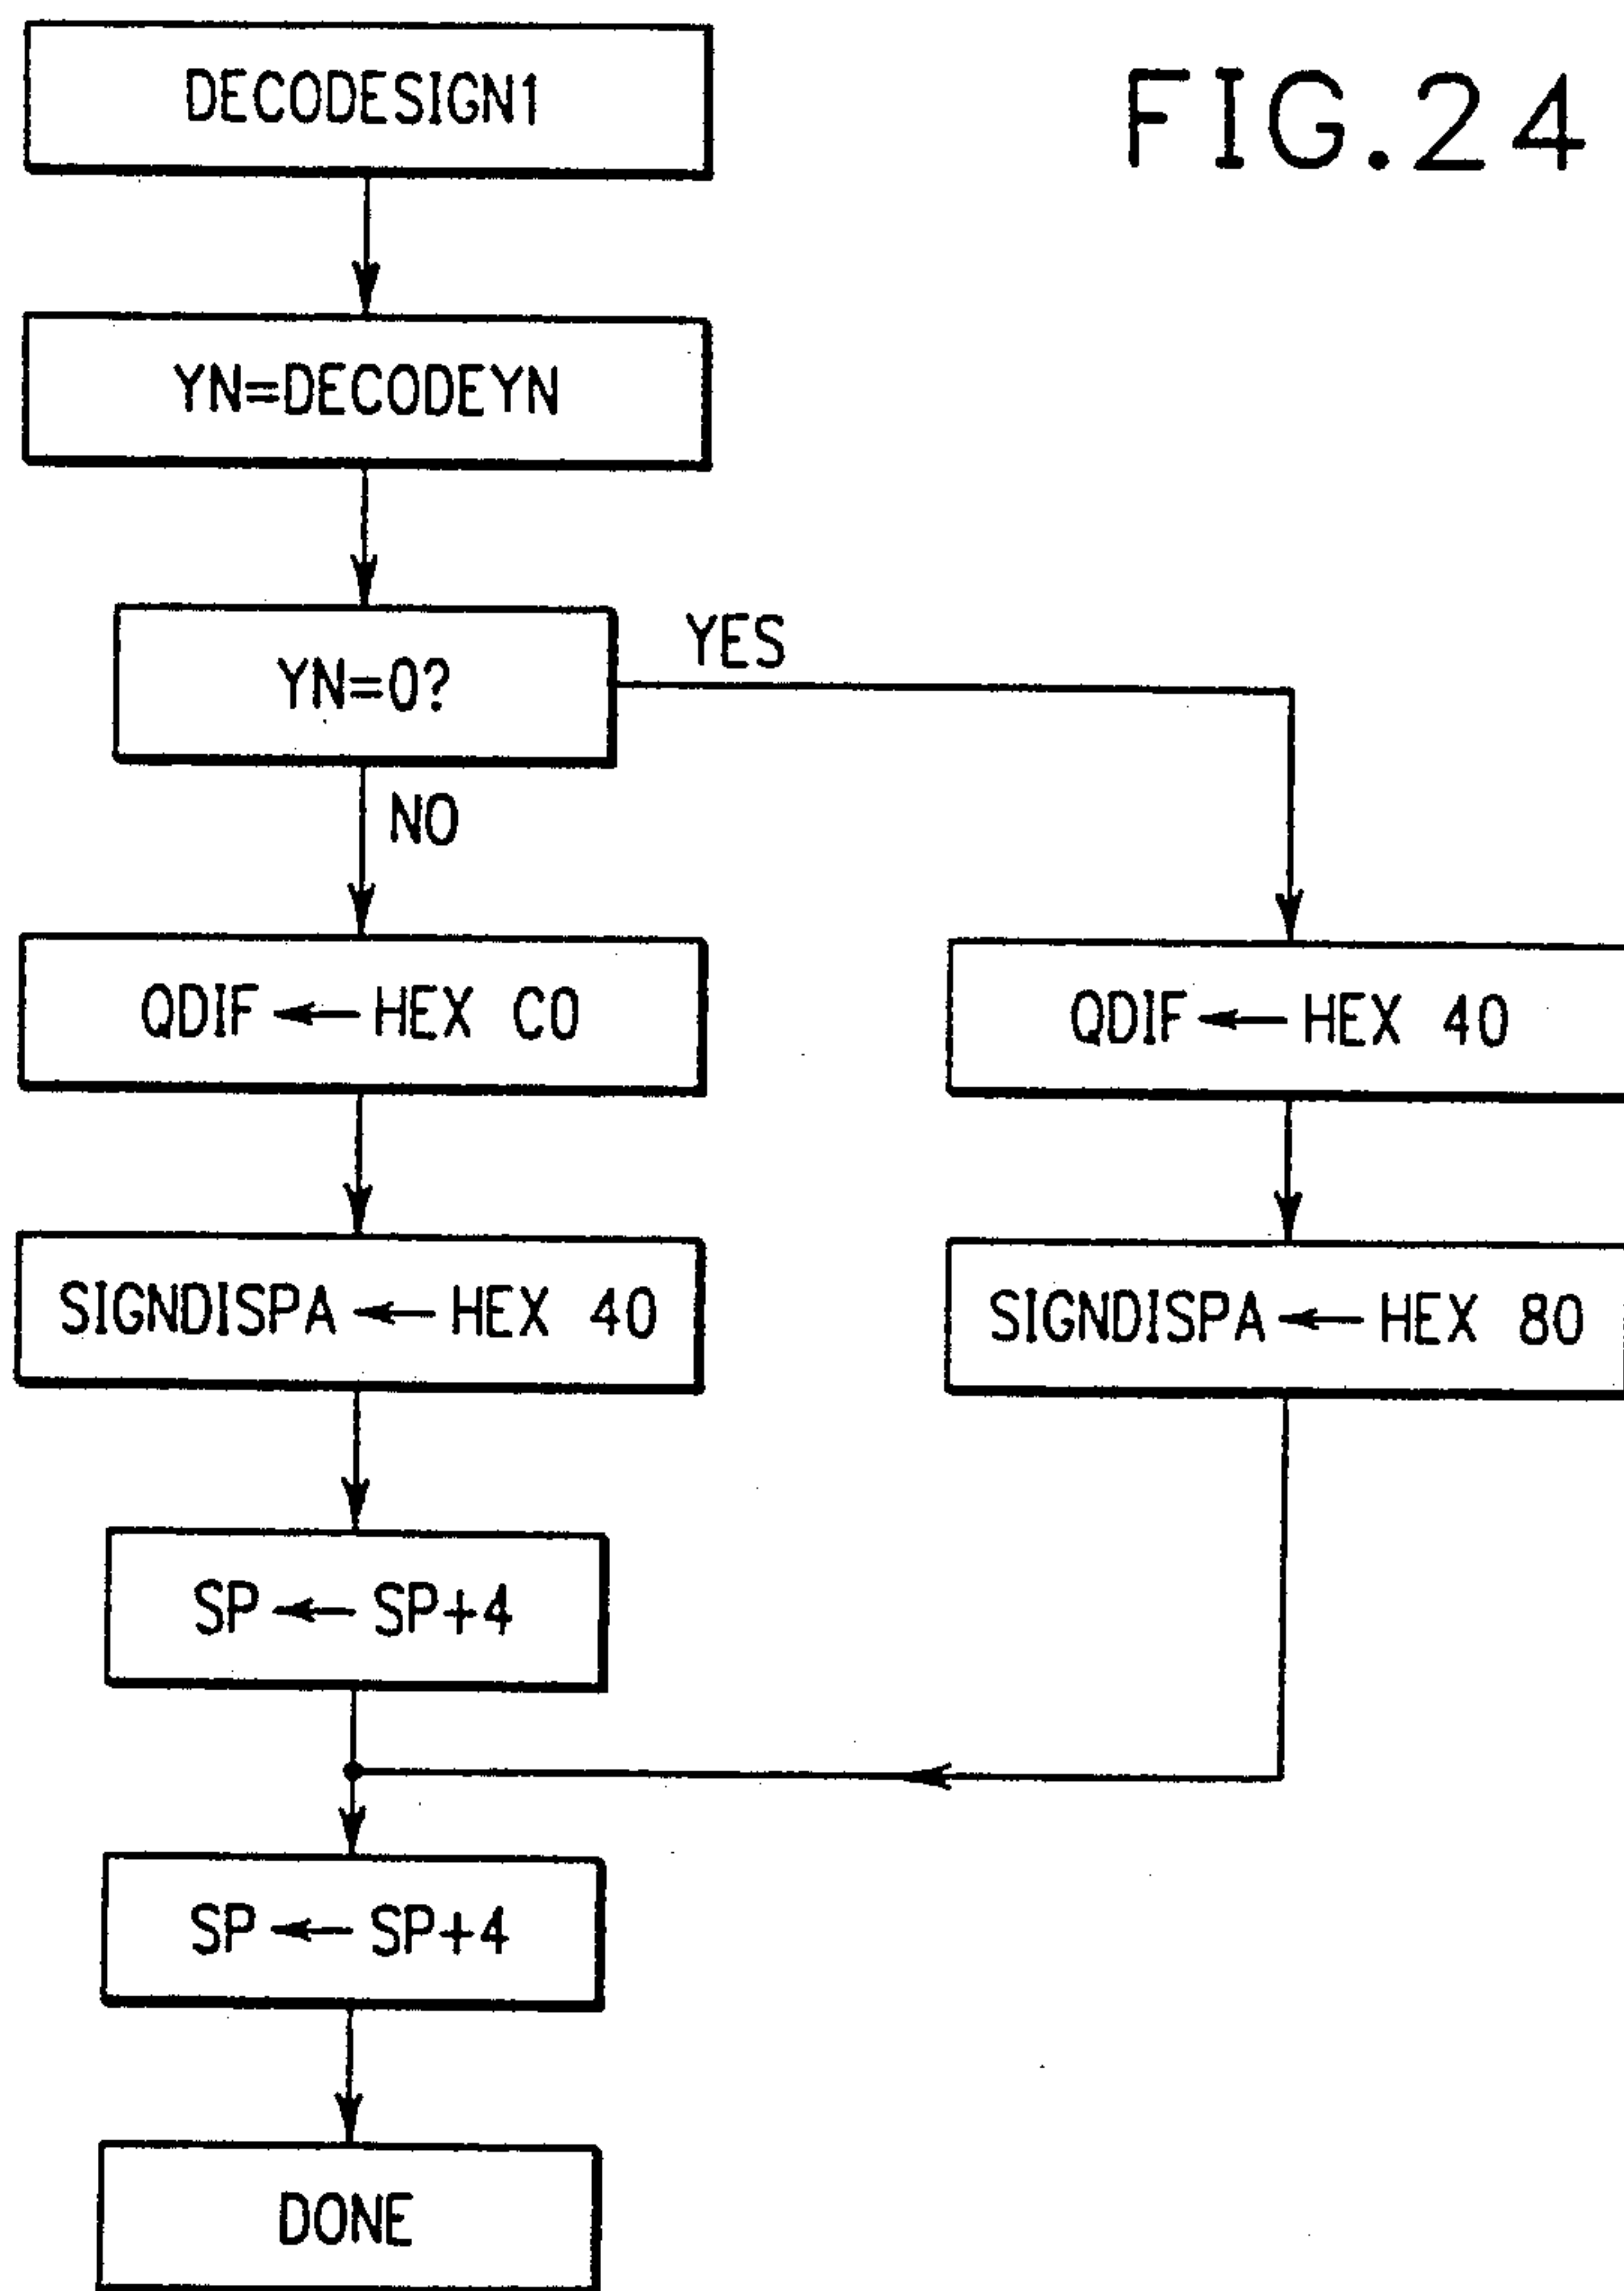 FIG.24
DECODESIGN1
YN=DECODEYN
YN=0?
YES
NO
QDIF ← HEX C0
QDIF ← HEX 40
SIGNDISPA ← HEX 40
SIGNDISPA ← HEX 80
SP ← SP+4
SP ← SP+4
DONE